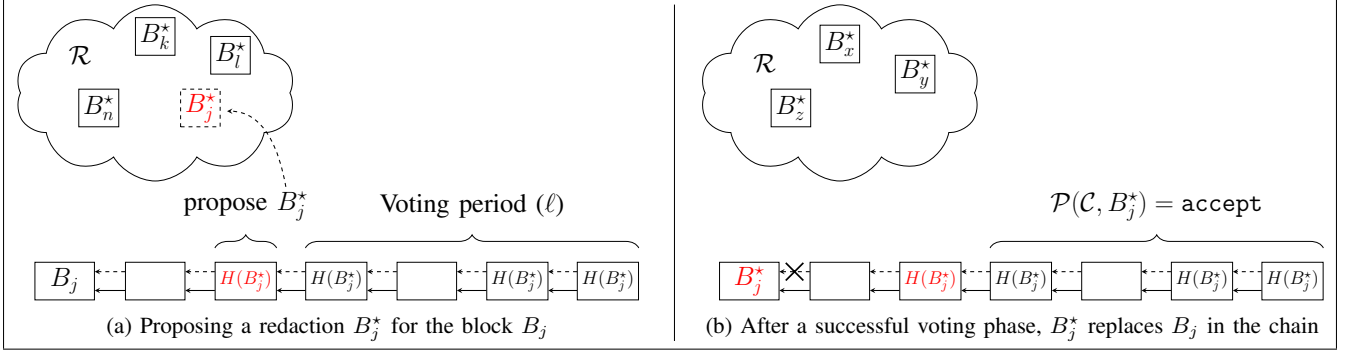 B⋆k
B⋆l
R
B⋆n
B⋆j
propose B⋆j
Voting period (ℓ)
Bj
H(B⋆j)
H(B⋆j)
H(B⋆j)
H(B⋆j)
(a) Proposing a redaction B⋆j for the block Bj
B⋆x
R
B⋆y
B⋆z
P(C, B⋆j) = accept
B⋆j
H(B⋆j)
H(B⋆j)
H(B⋆j)
H(B⋆j)
(b) After a successful voting phase, B⋆j replaces Bj in the chain